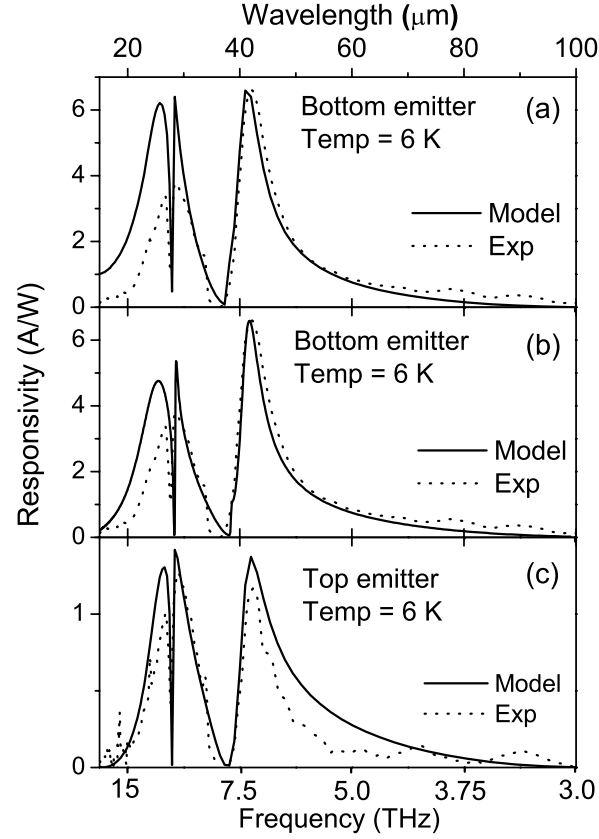 Wavelength (μm)
20 40 60 80 100
Responsivity (A/W)
6
4
2
0
Bottom emitter
Temp = 6 K
(a)
Model
Exp
6
4
2
0
Bottom emitter
Temp = 6 K
(b)
Model
Exp
1
0
Top emitter
Temp = 6 K
(c)
Model
Exp
15 7.5 5.0 3.75 3.0
Frequency (THz)